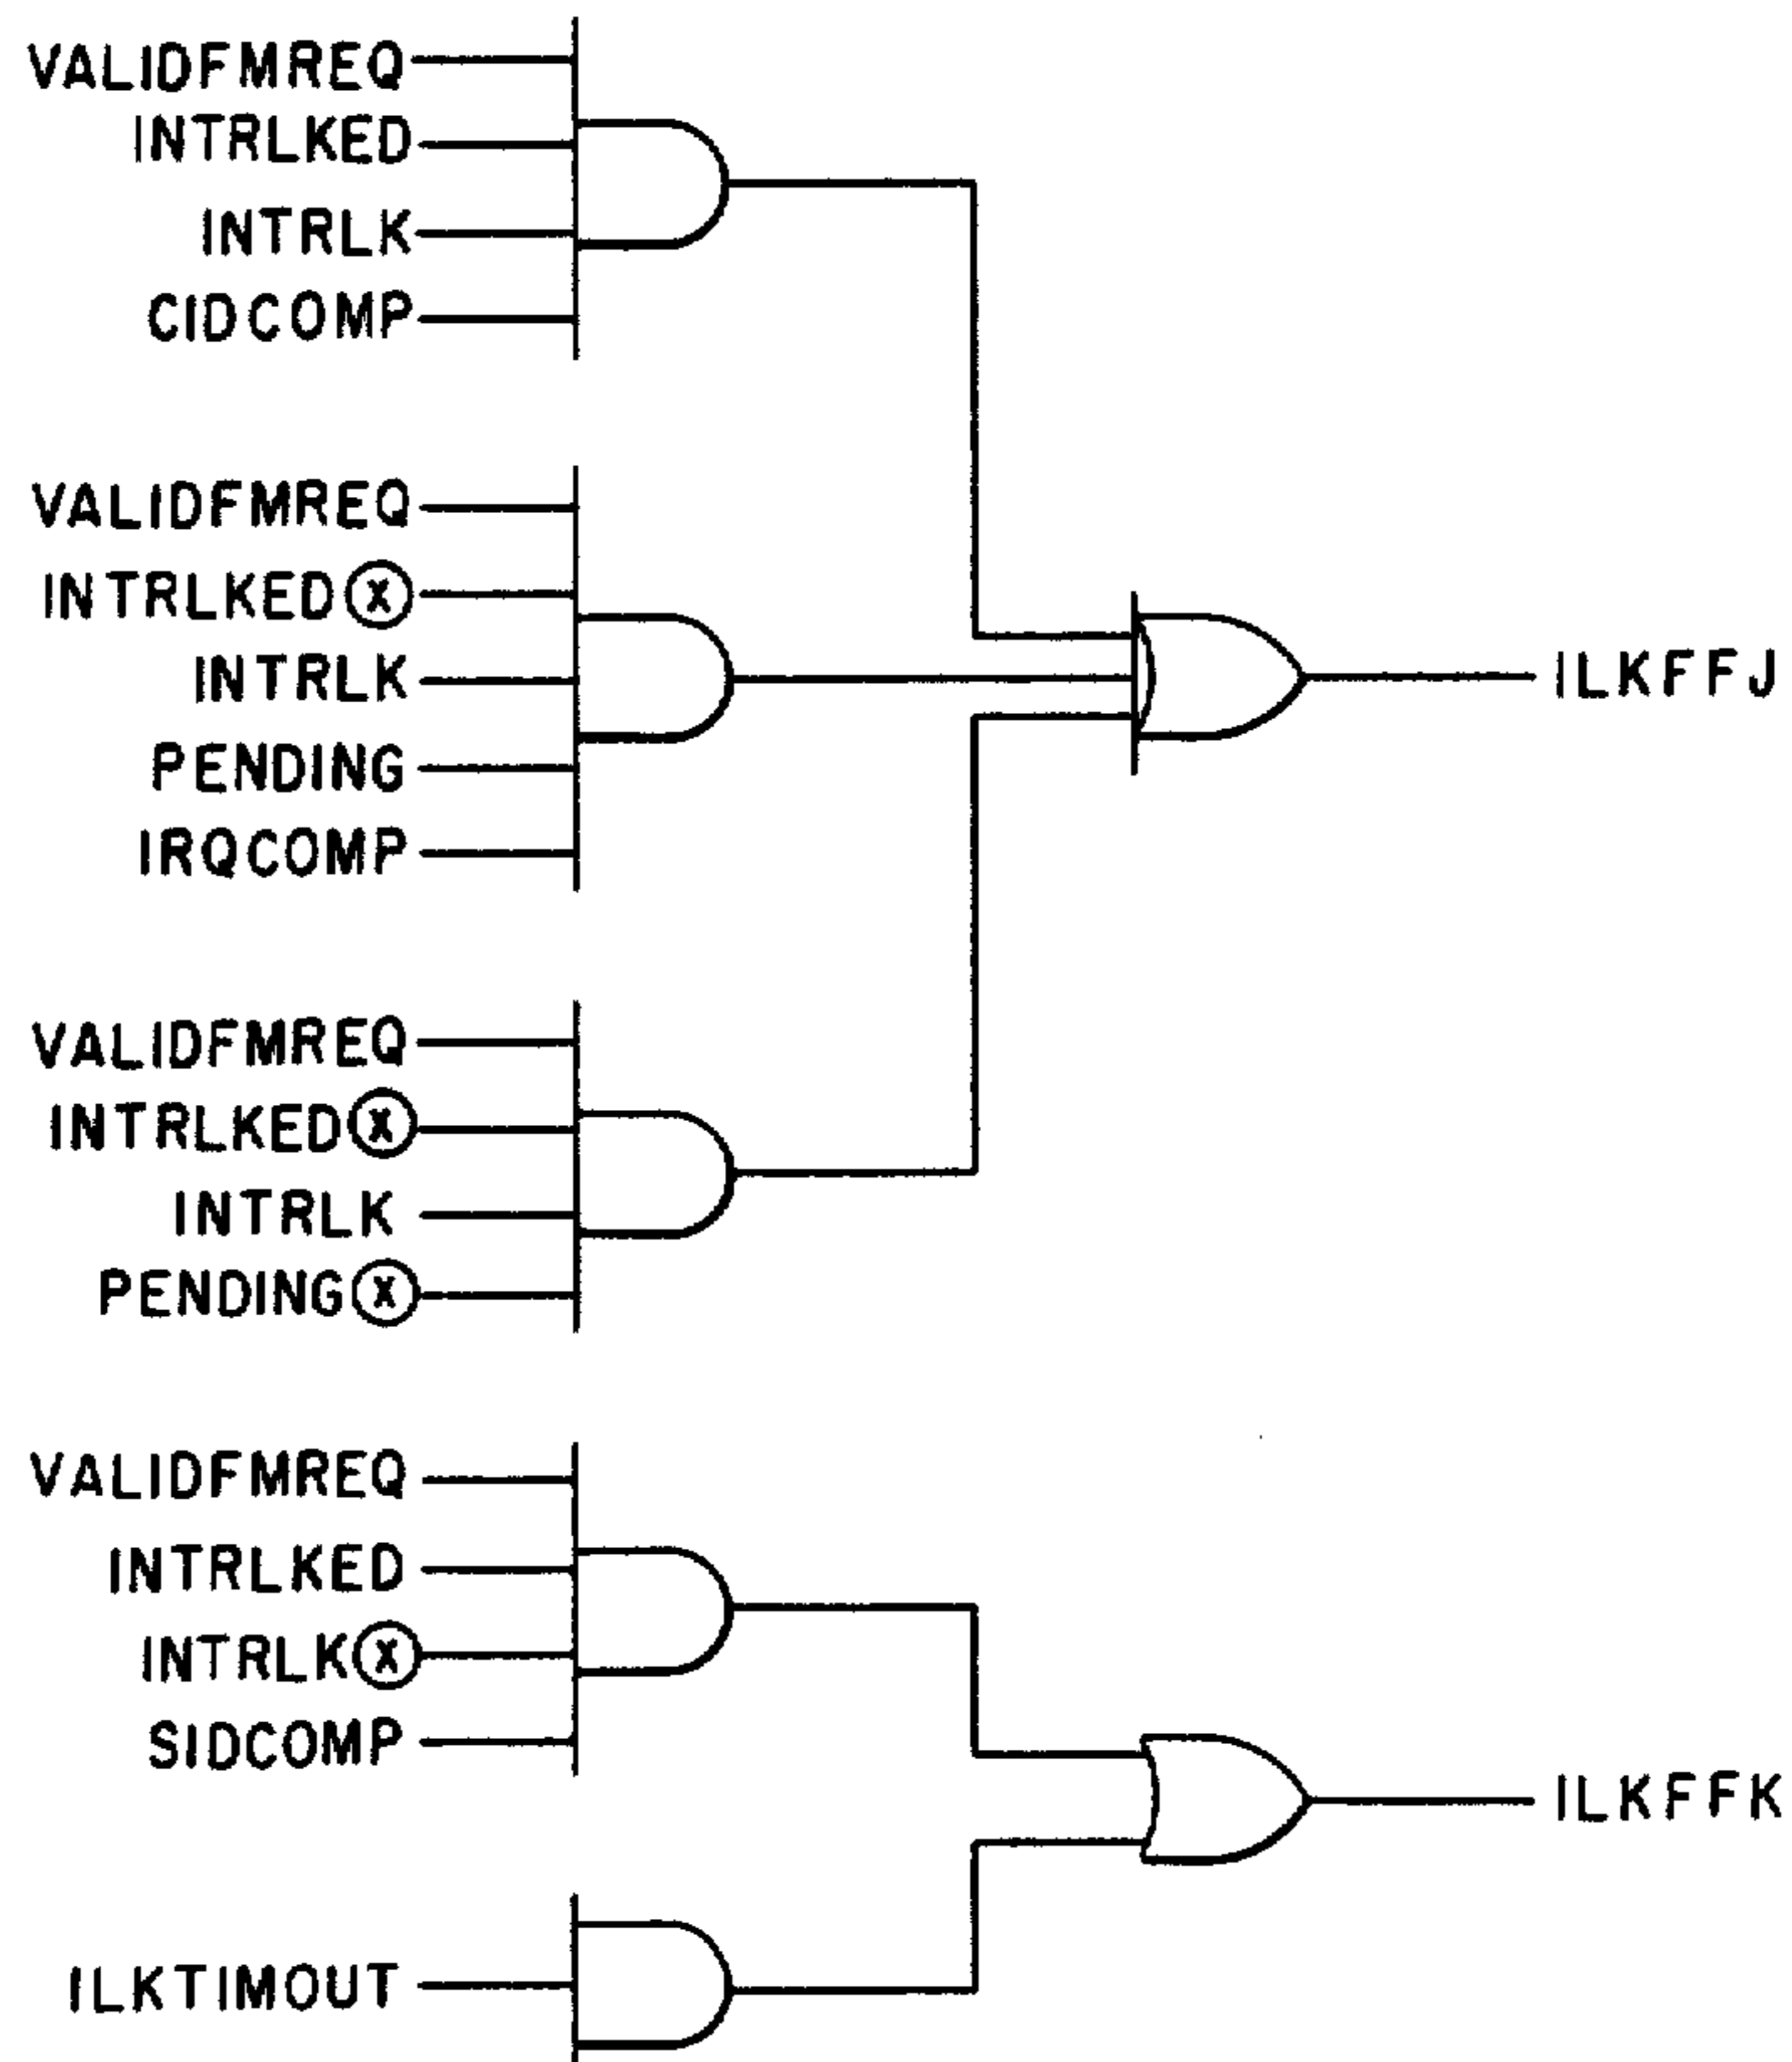 VALIDFMREQ
INTRLKED
INTRLK
CIDCOMP
VALIDFMREQ
INTRLKED Ⓧ
INTRLK
PENDING
IRQCOMP
ILKFFJ
VALIDFMREQ
INTRLKED Ⓧ
INTRLK
PENDING Ⓧ
VALIDFMREQ
INTRLKED
INTRLK Ⓧ
SIDCOMP
ILKFFK
ILKTIMOUT